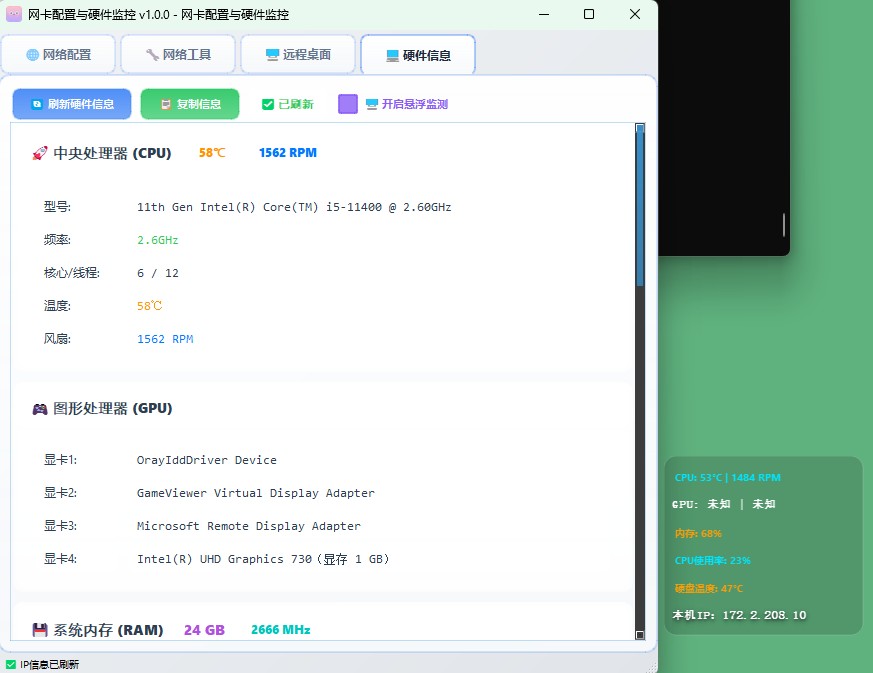 网卡配置与硬件监控 v1.0.0 - 网卡配置与硬件监控
网络配置 网络工具 远程桌面 硬件信息
刷新硬件信息 复制信息 已刷新 开启悬浮监测
中央处理器 (CPU) 58℃ 1562 RPM
型号: 11th Gen Intel(R) Core(TM) i5-11400 @ 2.60GHz
频率: 2.6GHz
核心/线程: 6 / 12
温度: 58℃
风扇: 1562 RPM
图形处理器 (GPU)
显卡1: OrayIddDriver Device
显卡2: GameViewer Virtual Display Adapter
显卡3: Microsoft Remote Display Adapter
显卡4: Intel(R) UHD Graphics 730（显存 1 GB）
系统内存 (RAM) 24 GB 2666 MHz
IP信息已刷新
CPU: 53°C | 1484 RPM
GPU: 未知 | 未知
内存: 68%
CPU使用率: 23%
硬盘温度: 47°C
本机IP: 172.2.208.10